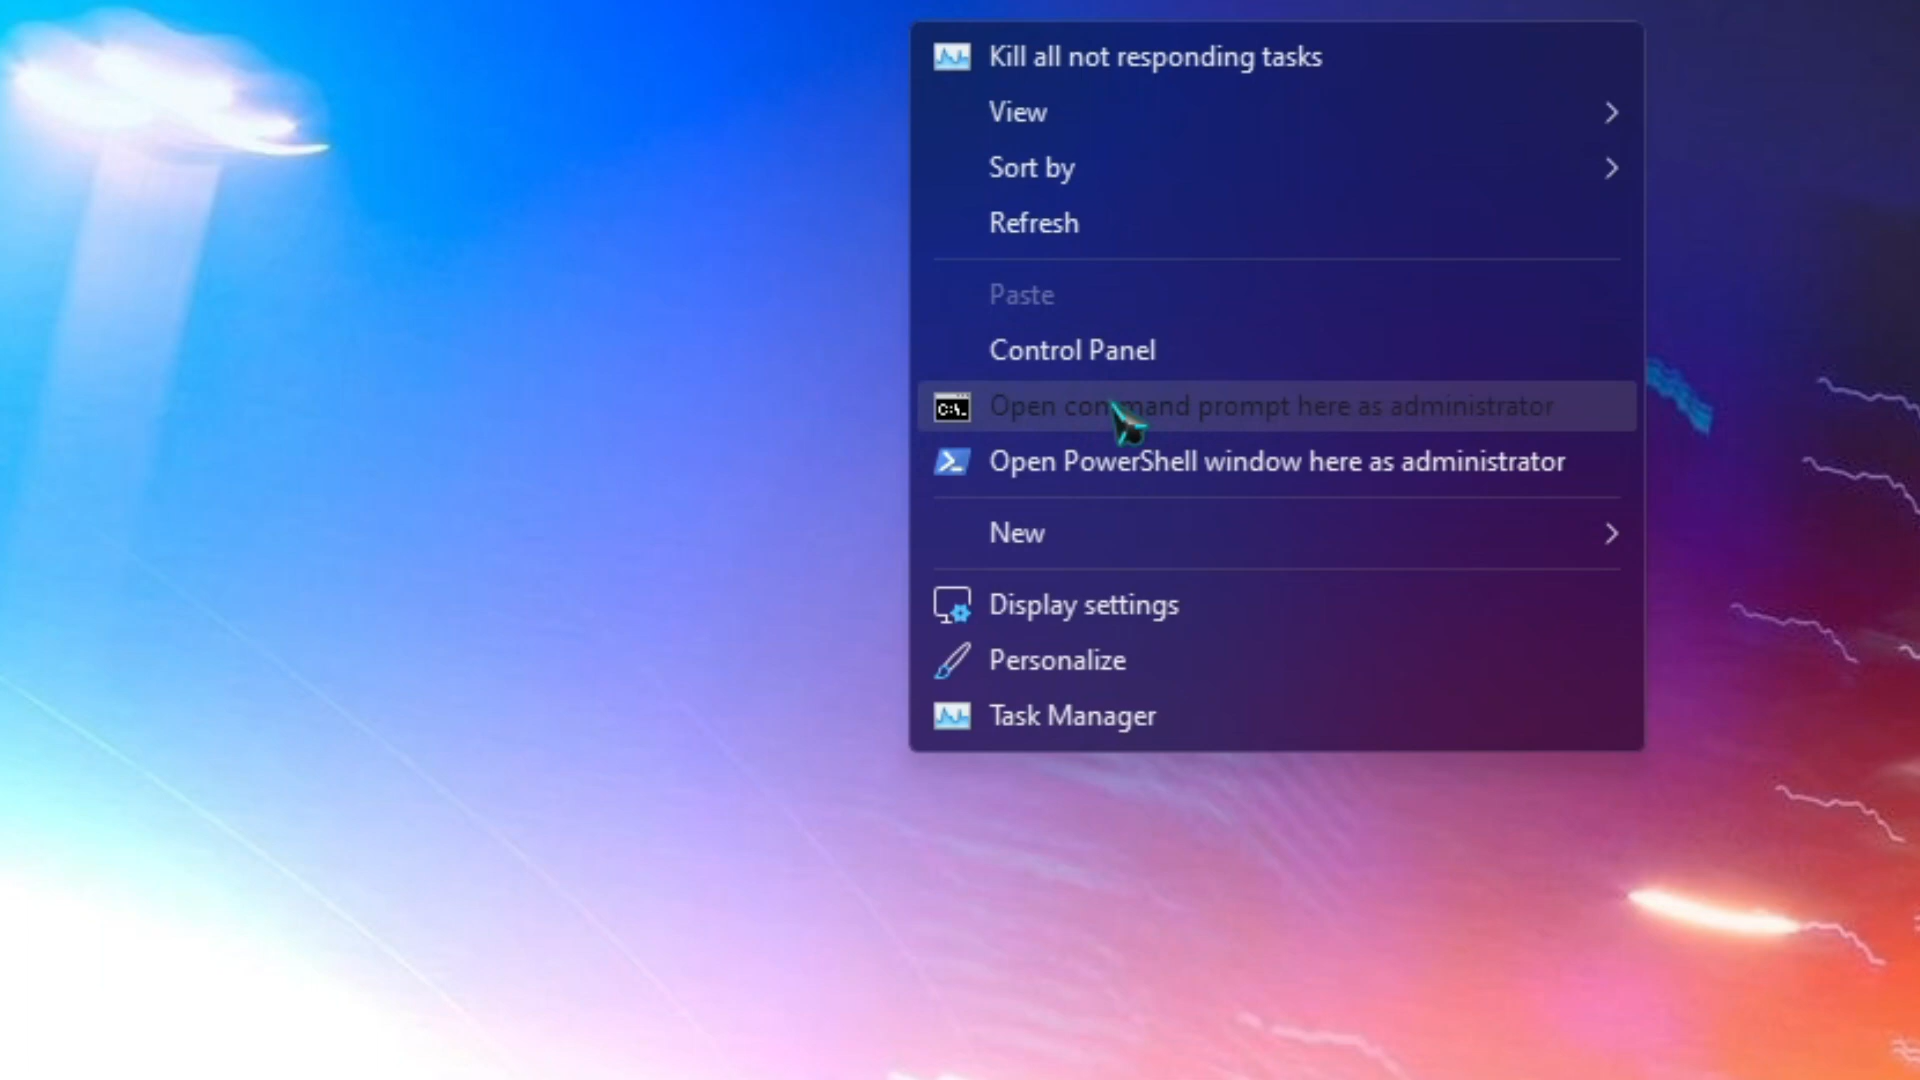 Kill all not responding tasks
View
Sort by
Refresh
Paste
Control Panel
C:\.
Open command prompt here as administrator
Open PowerShell window here as administrator
New
Display settings
Personalize
Task Manager